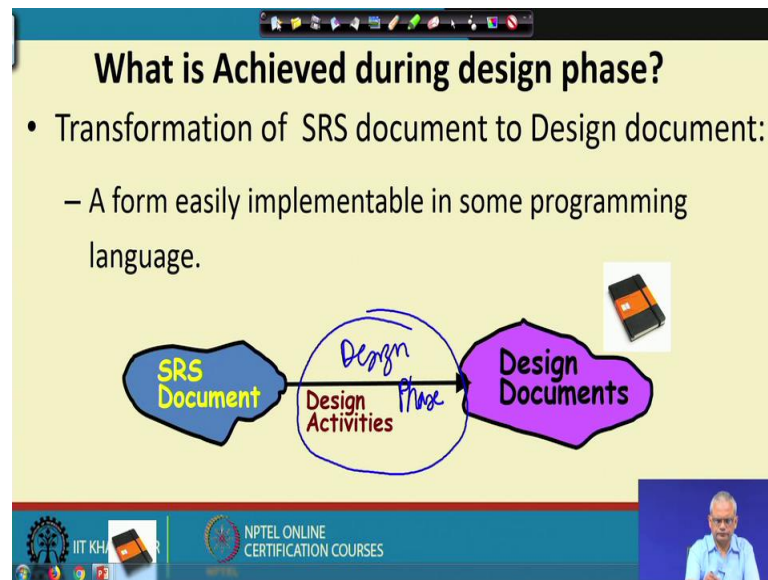 What is Achieved during design phase?
• Transformation of SRS document to Design document:
– A form easily implementable in some programming
language.
SRS
Document
Design
Phase
Design
Activities
Design
Documents
IIT KHA R
NPTEL ONLINE
CERTIFICATION COURSES